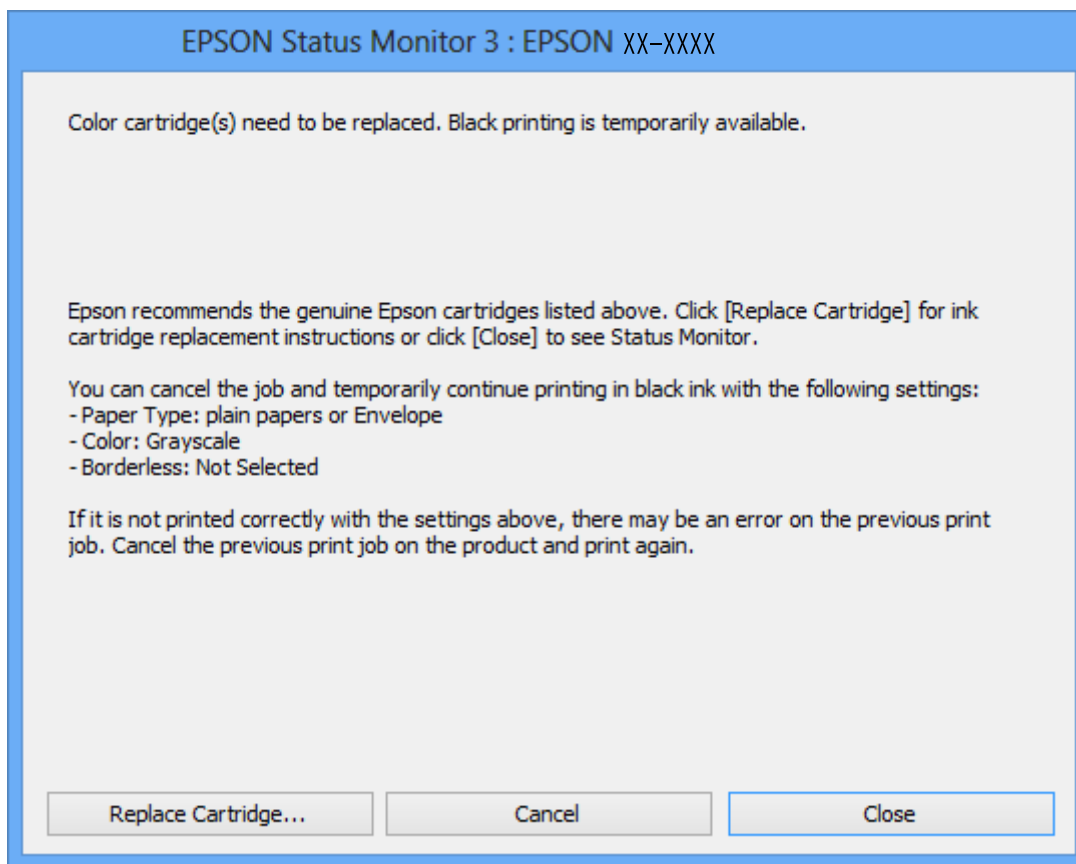 EPSON Status Monitor 3 : EPSON XX-XXXX
Color cartridge(s) need to be replaced. Black printing is temporarily available.
Epson recommends the genuine Epson cartridges listed above. Click [Replace Cartridge] for ink
cartridge replacement instructions or click [Close] to see Status Monitor.
You can cancel the job and temporarily continue printing in black ink with the following settings:
- Paper Type: plain papers or Envelope
- Color: Grayscale
- Borderless: Not Selected
If it is not printed correctly with the settings above, there may be an error on the previous print
job. Cancel the previous print job on the product and print again.
Replace Cartridge... Cancel Close